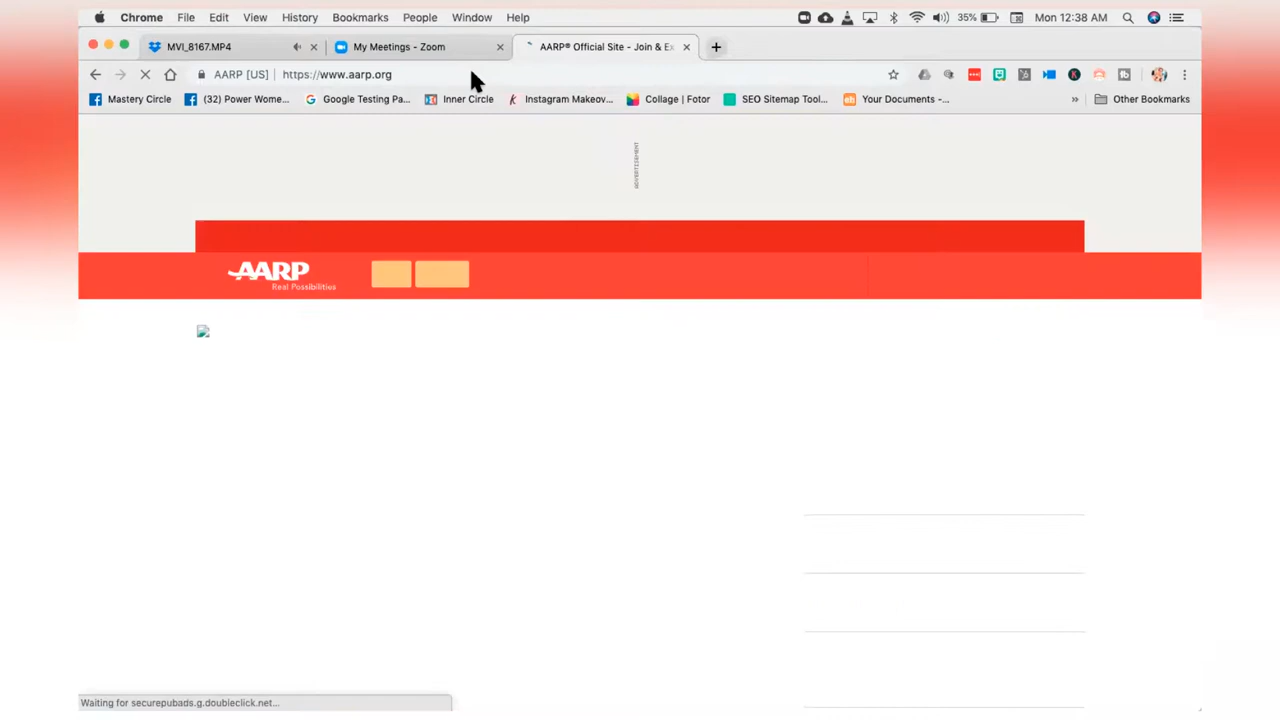 Chrome File Edit View History Bookmarks People Window Help 35% Mon 12:38 AM
MVI_8167.MP4 My Meetings - Zoom AARP® Official Site - Join & Ex
AARP [US] https://www.aarp.org
Mastery Circle (32) Power Wome... Google Testing Pa... Inner Circle Instagram Makeov... Collage | Fotor SEO Sitemap Tool... Your Documents -... » Other Bookmarks
ADVERTISEMENT
AARP
Real Possibilities
Waiting for securepubads.g.doubleclick.net...